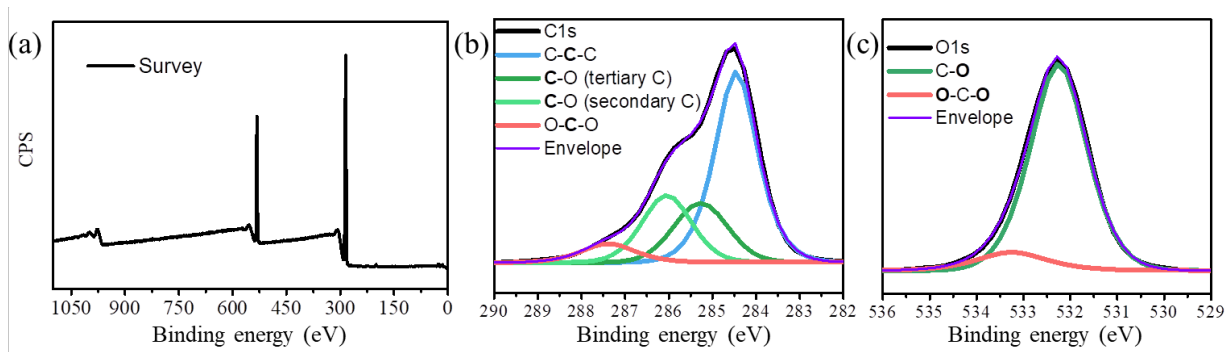 (a)
Survey
CPS
1050 900 750 600 450 300 150 0
Binding energy (eV)
(b)
C1s
C-C-C
C-O (tertiary C)
C-O (secondary C)
O-C-O
Envelope
290 289 288 287 286 285 284 283 282
Binding energy (eV)
(c)
O1s
C-O
O-C-O
Envelope
536 535 534 533 532 531 530 529
Binding energy (eV)